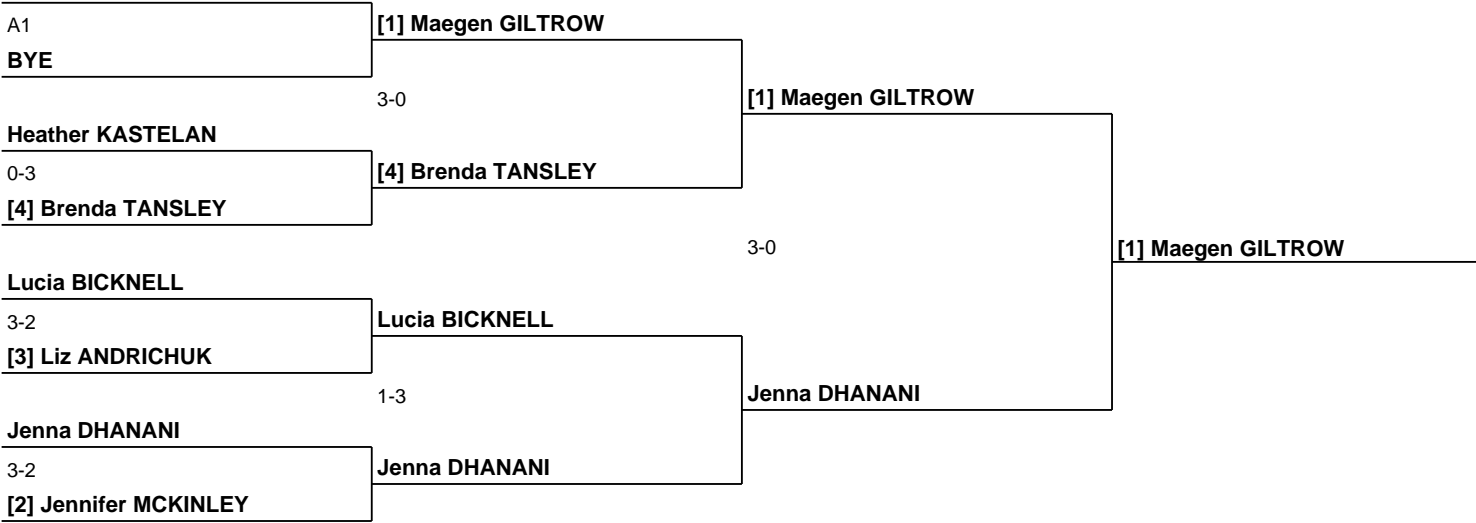 A1
BYE
Heather KASTELAN
0-3
[4] Brenda TANSLEY
Lucia BICKNELL
3-2
[3] Liz ANDRICHUK
Jenna DHANANI
3-2
[2] Jennifer MCKINLEY
[1] Maegen GILTROW
3-0
[4] Brenda TANSLEY
Lucia BICKNELL
1-3
Jenna DHANANI
[1] Maegen GILTROW
3-0
Jenna DHANANI
[1] Maegen GILTROW